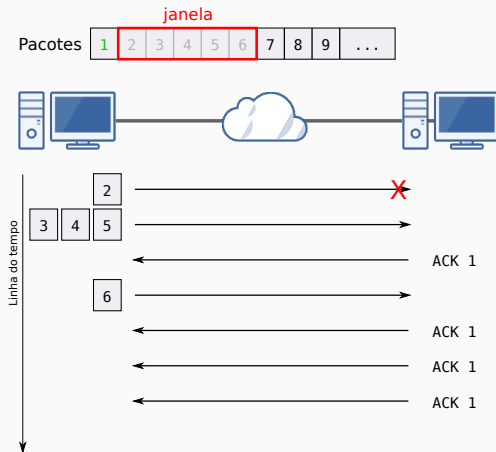 janela
Pacotes 1 2 3 4 5 6 7 8 9 ...
Linha do tempo
2 X
3 4 5
ACK 1
6
ACK 1
ACK 1
ACK 1